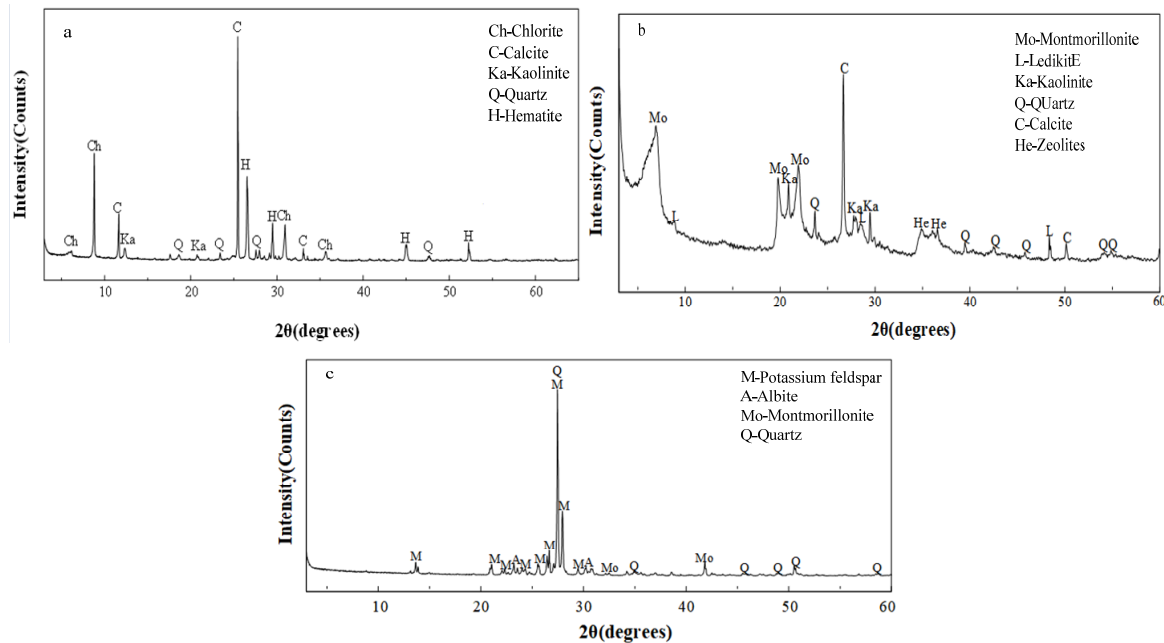 a
Ch-Chlorite
C-Calcite
Ka-Kaolinite
Q-Quartz
H-Hematite
Intensity(Counts)
C
Ch
H
C
H
Ch
Ch
Ka
Q
Ka
Q
Q
C
Ch
H
Q
H
10 20 30 40 50 60
2θ(degrees)
b
Mo-Montmorillonite
L-LedikitE
Ka-Kaolinite
Q-QUartz
C-Calcite
He-Zeolites
Intensity(Counts)
C
Mo
Mo
Ka
Mo
L
Q
Ka
L
Ka
He He
Q
Q
Q
L
C
QQ
10 20 30 40 50 60
2θ(degrees)
c
M-Potassium feldspar
A-Albite
Mo-Montmorillonite
Q-Quartz
Intensity(Counts)
Q
M
M
M
M
M
A
M
M
M
M
A
Mo
Q
Mo
Q
Q
Q
Q
10 20 30 40 50 60
2θ(degrees)